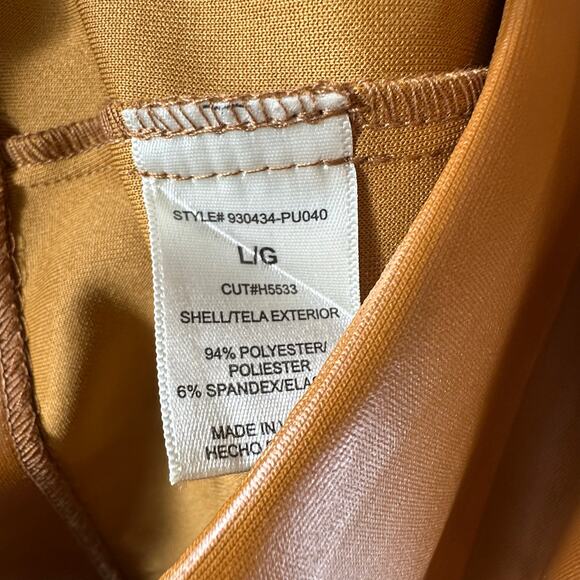 STYLE# 930434-PU040
L/G
CUT#H5533
SHELL/TELA EXTERIOR
94% POLYESTER/
POLIESTER
6% SPANDEX/
MADE IN
HECHO